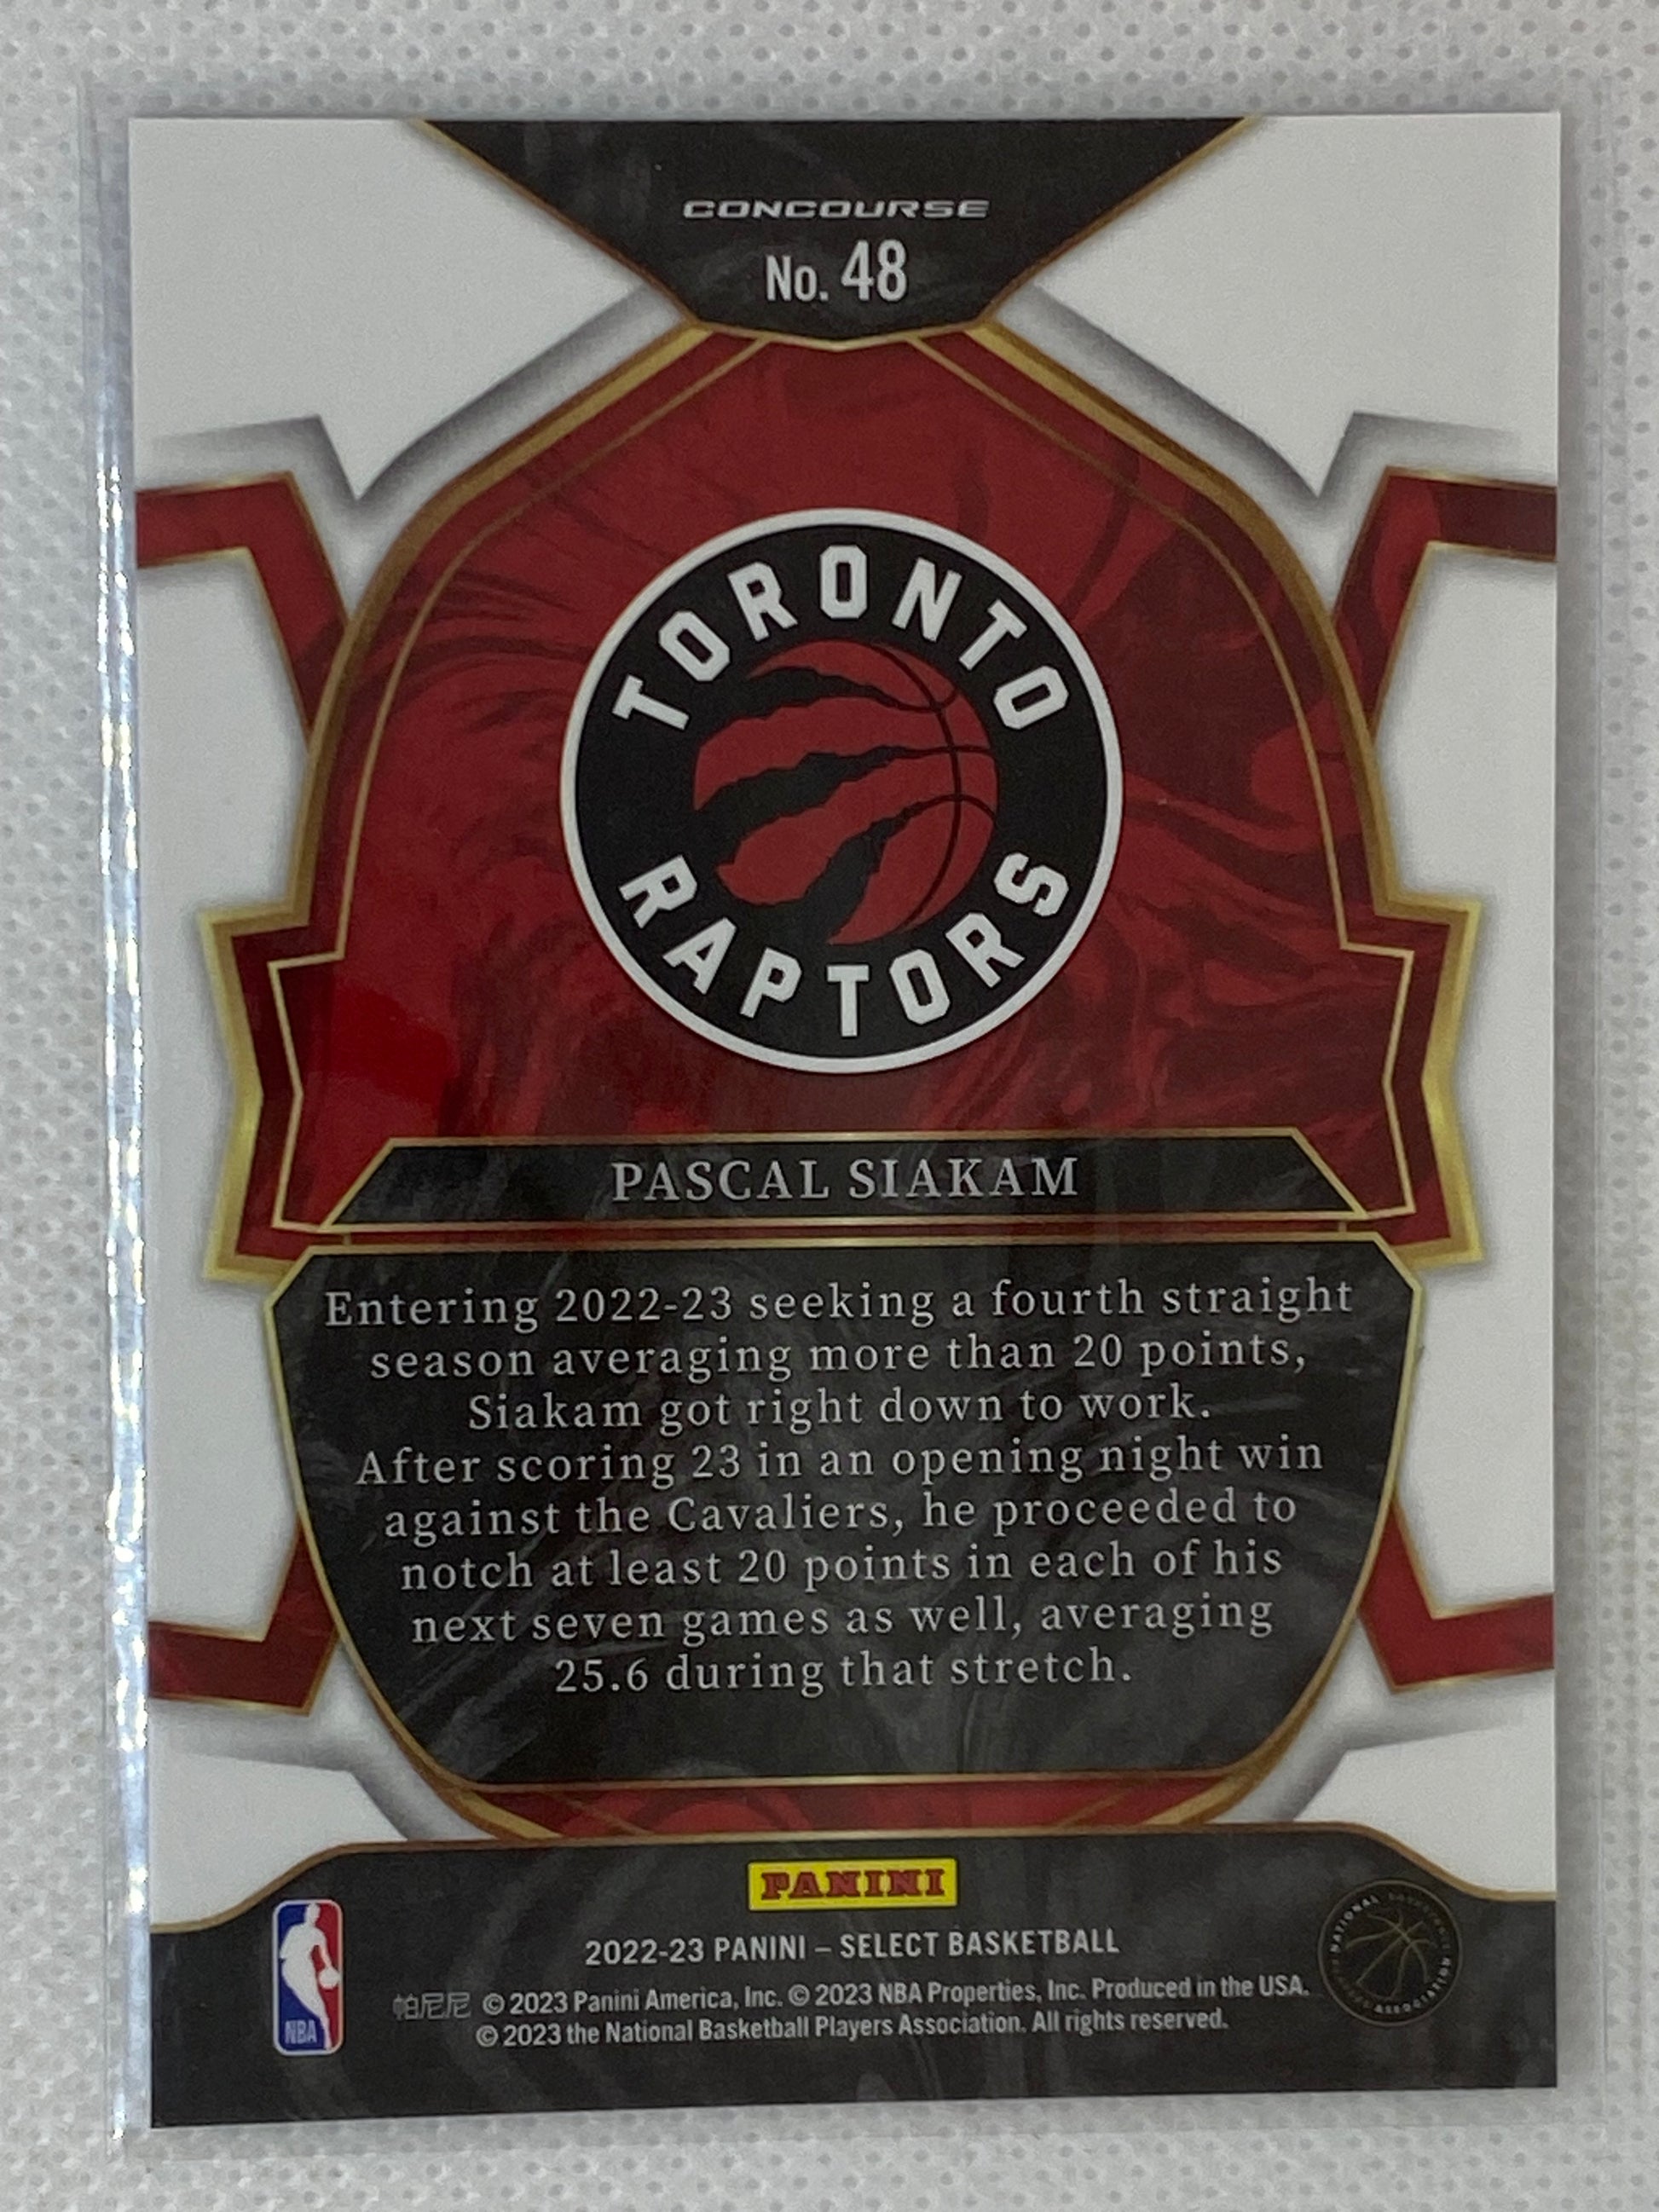 CONCOURSE
No. 48
TORONTO
RAPTORS
PASCAL SIAKAM
Entering 2022-23 seeking a fourth straight
season averaging more than 20 points,
Siakam got right down to work.
After scoring 23 in an opening night win
against the Cavaliers, he proceeded to
notch at least 20 points in each of his
next seven games as well, averaging
25.6 during that stretch.
PANINI
2022-23 PANINI – SELECT BASKETBALL
帕尼尼 © 2023 Panini America, Inc. © 2023 NBA Properties, Inc. Produced in the USA.
© 2023 the National Basketball Players Association. All rights reserved.
NBA
NATIONAL BASKETBALL PLAYERS ASSOCIATION